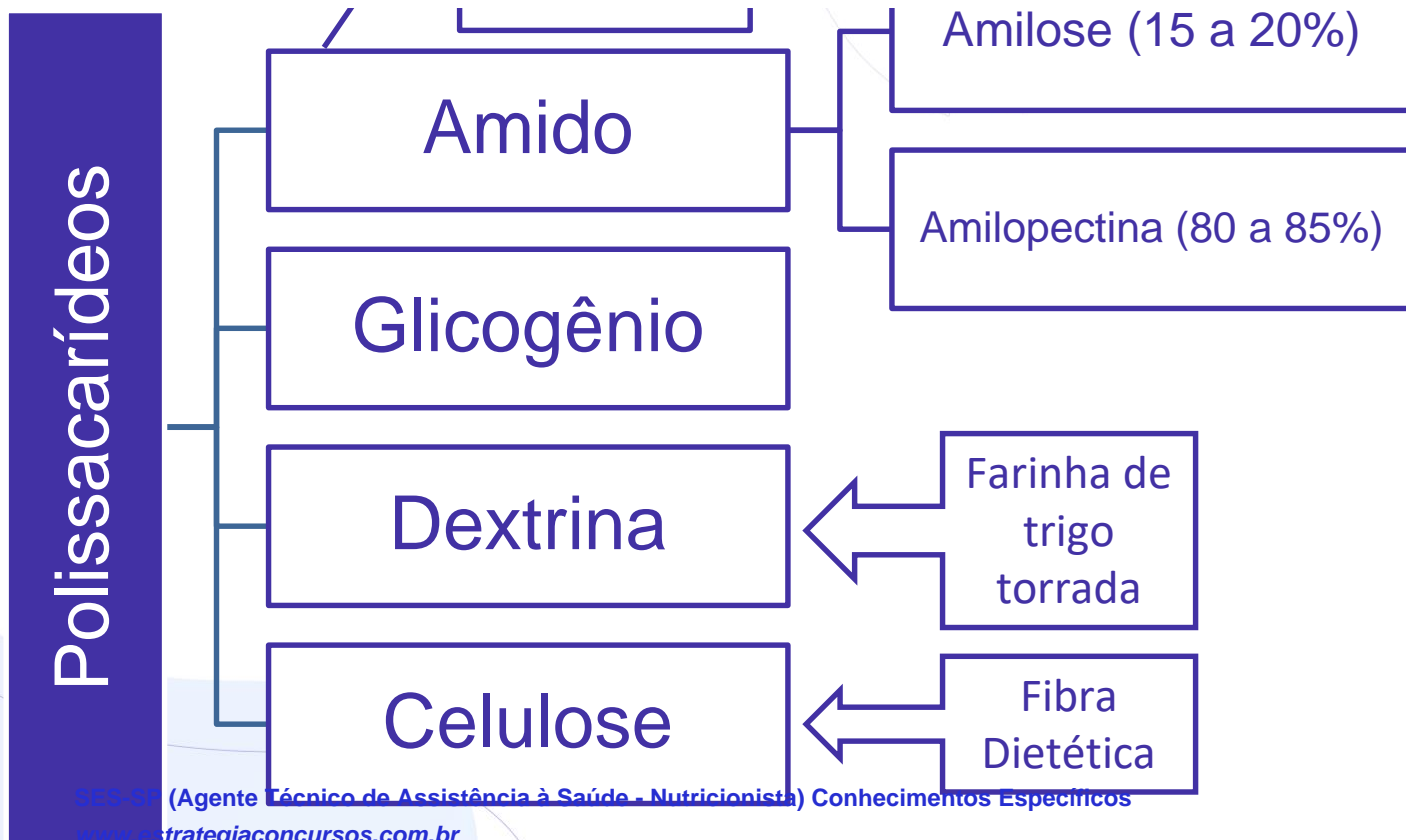 Polissacarídeos
Amido
Amilose (15 a 20%)
Amilopectina (80 a 85%)
Glicogênio
Dextrina
Farinha de
trigo
torrada
Celulose
Fibra
Dietética
SES-SP (Agente Técnico de Assistência à Saúde - Nutricionista) Conhecimentos Específicos
www.estrategiaconcursos.com.br